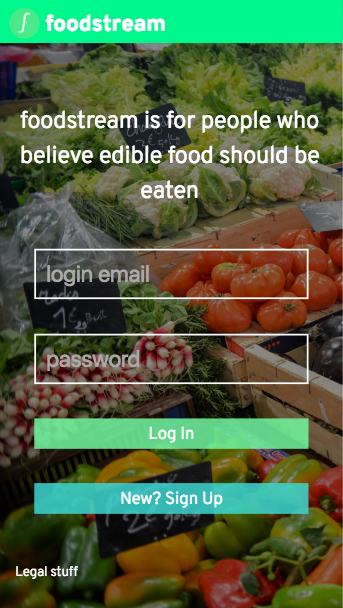 foodstream
foodstream is for people who
believe edible food should be
eaten
login email
password
Log In
New? Sign Up
Legal stuff